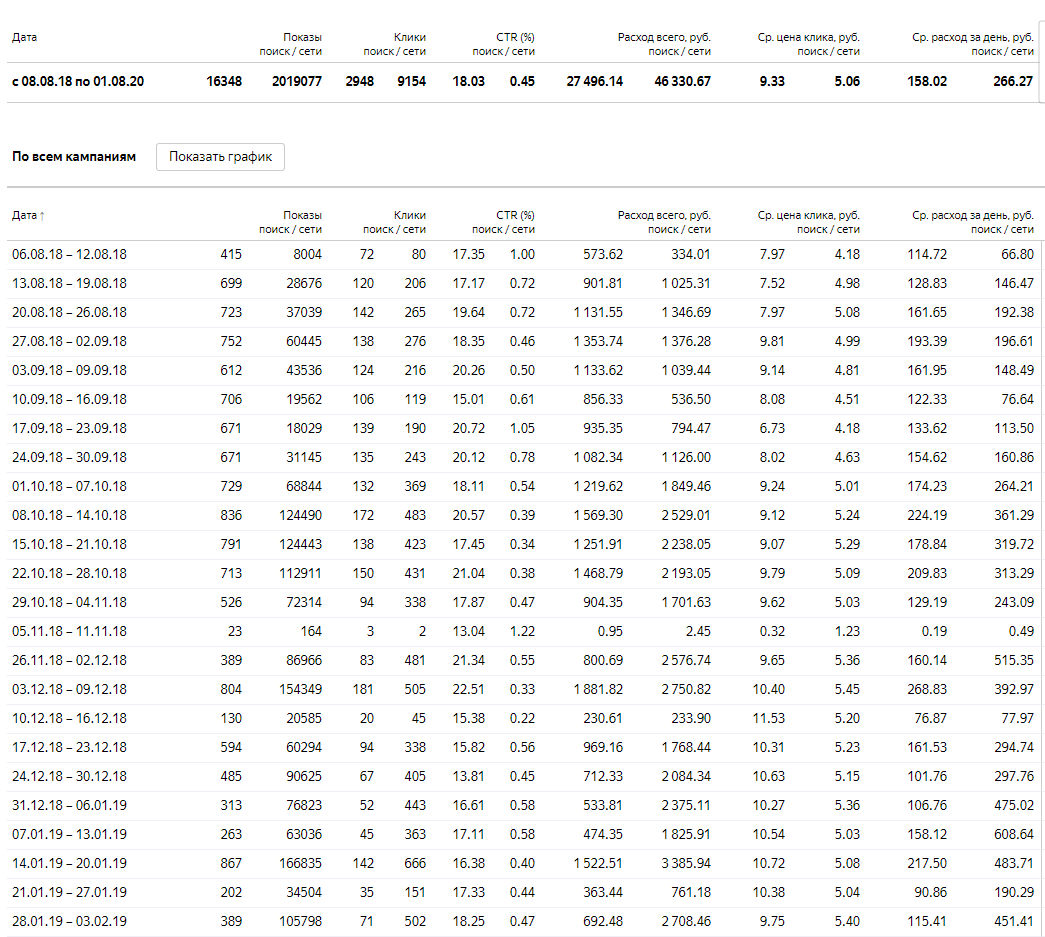 Дата Показы Клики CTR (%) Расход всего, руб. Ср. цена клика, руб. Ср. расход за день, руб.
поиск / сети поиск / сети поиск / сети поиск / сети поиск / сети поиск / сети
с 08.08.18 по 01.08.20 16348 2019077 2948 9154 18.03 0.45 27 496.14 46 330.67 9.33 5.06 158.02 266.27
По всем кампаниям Показать график
Дата ↑ Показы Клики CTR (%) Расход всего, руб. Ср. цена клика, руб. Ср. расход за день, руб.
поиск / сети поиск / сети поиск / сети поиск / сети поиск / сети поиск / сети
06.08.18 – 12.08.18 415 8004 72 80 17.35 1.00 573.62 334.01 7.97 4.18 114.72 66.80
13.08.18 – 19.08.18 699 28676 120 206 17.17 0.72 901.81 1 025.31 7.52 4.98 128.83 146.47
20.08.18 – 26.08.18 723 37039 142 265 19.64 0.72 1 131.55 1 346.69 7.97 5.08 161.65 192.38
27.08.18 – 02.09.18 752 60445 138 276 18.35 0.46 1 353.74 1 376.28 9.81 4.99 193.39 196.61
03.09.18 – 09.09.18 612 43536 124 216 20.26 0.50 1 133.62 1 039.44 9.14 4.81 161.95 148.49
10.09.18 – 16.09.18 706 19562 106 119 15.01 0.61 856.33 536.50 8.08 4.51 122.33 76.64
17.09.18 – 23.09.18 671 18029 139 190 20.72 1.05 935.35 794.47 6.73 4.18 133.62 113.50
24.09.18 – 30.09.18 671 31145 135 243 20.12 0.78 1 082.34 1 126.00 8.02 4.63 154.62 160.86
01.10.18 – 07.10.18 729 68844 132 369 18.11 0.54 1 219.62 1 849.46 9.24 5.01 174.23 264.21
08.10.18 – 14.10.18 836 124490 172 483 20.57 0.39 1 569.30 2 529.01 9.12 5.24 224.19 361.29
15.10.18 – 21.10.18 791 124443 138 423 17.45 0.34 1 251.91 2 238.05 9.07 5.29 178.84 319.72
22.10.18 – 28.10.18 713 112911 150 431 21.04 0.38 1 468.79 2 193.05 9.79 5.09 209.83 313.29
29.10.18 – 04.11.18 526 72314 94 338 17.87 0.47 904.35 1 701.63 9.62 5.03 129.19 243.09
05.11.18 – 11.11.18 23 164 3 2 13.04 1.22 0.95 2.45 0.32 1.23 0.19 0.49
26.11.18 – 02.12.18 389 86966 83 481 21.34 0.55 800.69 2 576.74 9.65 5.36 160.14 515.35
03.12.18 – 09.12.18 804 154349 181 505 22.51 0.33 1 881.82 2 750.82 10.40 5.45 268.83 392.97
10.12.18 – 16.12.18 130 20585 20 45 15.38 0.22 230.61 233.90 11.53 5.20 76.87 77.97
17.12.18 – 23.12.18 594 60294 94 338 15.82 0.56 969.16 1 768.44 10.31 5.23 161.53 294.74
24.12.18 – 30.12.18 485 90625 67 405 13.81 0.45 712.33 2 084.34 10.63 5.15 101.76 297.76
31.12.18 – 06.01.19 313 76823 52 443 16.61 0.58 533.81 2 375.11 10.27 5.36 106.76 475.02
07.01.19 – 13.01.19 263 63036 45 363 17.11 0.58 474.35 1 825.91 10.54 5.03 158.12 608.64
14.01.19 – 20.01.19 867 166835 142 666 16.38 0.40 1 522.51 3 385.94 10.72 5.08 217.50 483.71
21.01.19 – 27.01.19 202 34504 35 151 17.33 0.44 363.44 761.18 10.38 5.04 90.86 190.29
28.01.19 – 03.02.19 389 105798 71 502 18.25 0.47 692.48 2 708.46 9.75 5.40 115.41 451.41